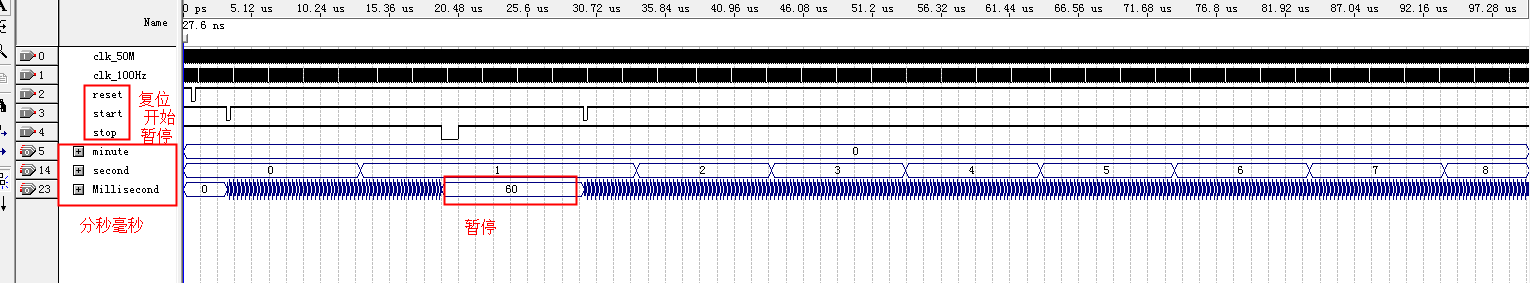 0 ps 5.12 us 10.24 us 15.36 us 20.48 us 25.6 us 30.72 us 35.84 us 40.96 us 46.08 us 51.2 us 56.32 us 61.44 us 66.56 us 71.68 us 76.8 us 81.92 us 87.04 us 92.16 us 97.28 us
Name
27.6 ns
0 clk_50M
1 clk_100Hz
2 reset 复位
3 start 开始
4 stop 暂停
5 minute 0
14 second 0 1 2 3 4 5 6 7 8
23 Millisecond 0 60
分秒毫秒
暂停